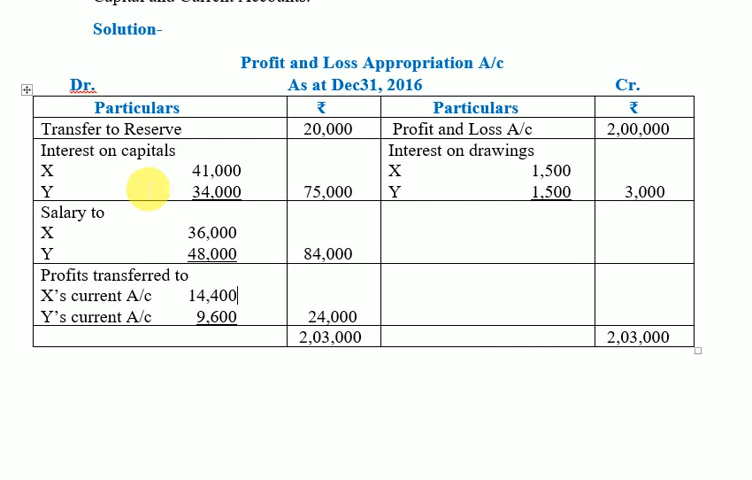 Solution-
Profit and Loss Appropriation A/c
Dr. As at Dec31, 2016 Cr.
Particulars ₹ Particulars ₹
Transfer to Reserve 20,000 Profit and Loss A/c 2,00,000
Interest on capitals Interest on drawings
X 41,000 X 1,500
Y 34,000 75,000 Y 1,500 3,000
Salary to
X 36,000
Y 48,000 84,000
Profits transferred to
X's current A/c 14,400
Y's current A/c 9,600 24,000
2,03,000 2,03,000